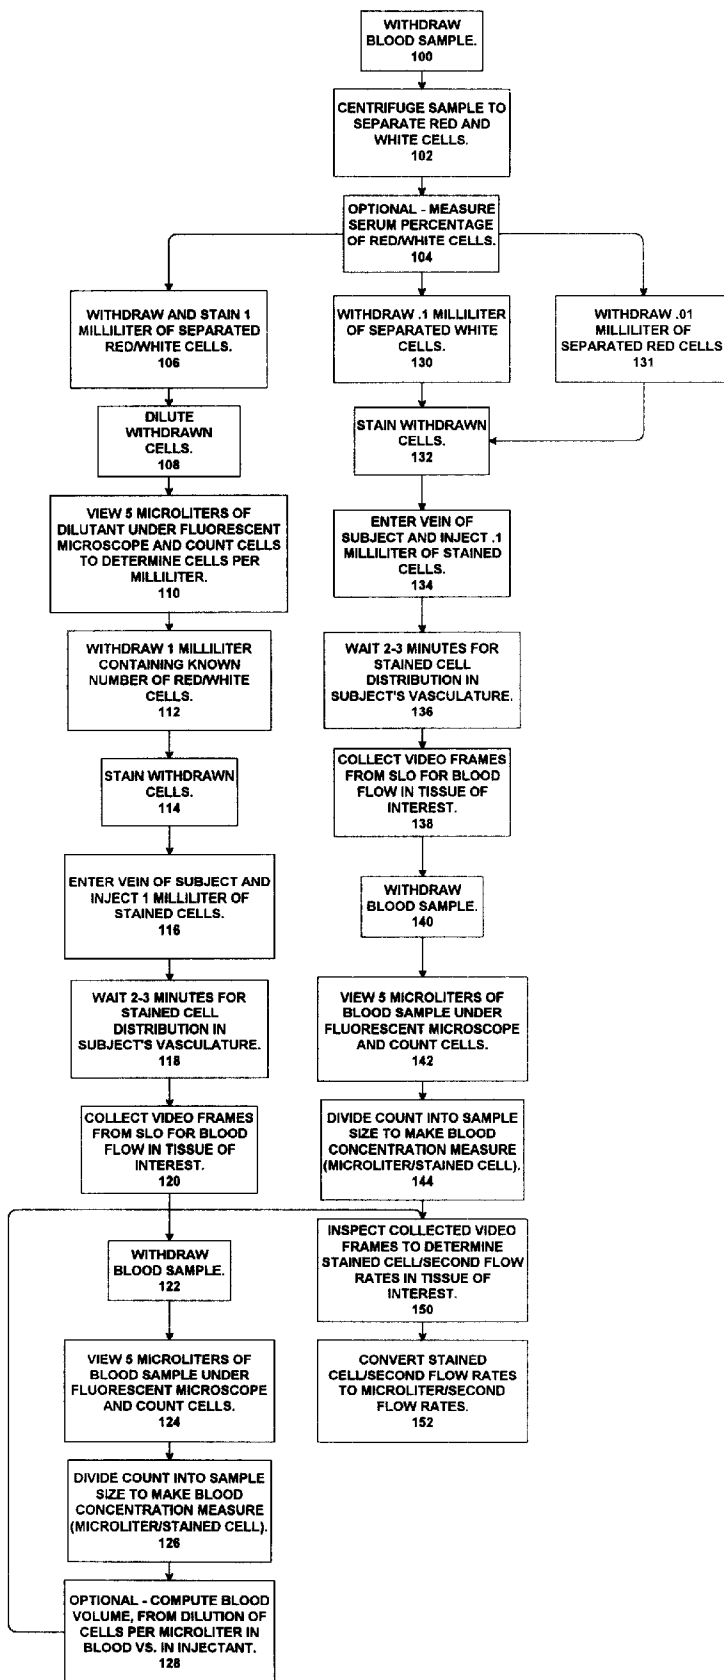 WITHDRAW
BLOOD SAMPLE.
100
CENTRIFUGE SAMPLE TO
SEPARATE RED AND
WHITE CELLS.
102
OPTIONAL - MEASURE
SERUM PERCENTAGE
OF RED/WHITE CELLS.
104
WITHDRAW AND STAIN 1
MILLILITER OF SEPARATED
RED/WHITE CELLS.
106
DILUTE
WITHDRAWN
CELLS.
108
VIEW 5 MICROLITERS OF
DILUTANT UNDER FLUORESCENT
MICROSCOPE AND COUNT CELLS
TO DETERMINE CELLS PER
MILLILITER.
110
WITHDRAW 1 MILLILITER
CONTAINING KNOWN
NUMBER OF RED/WHITE
CELLS.
112
STAIN WITHDRAWN
CELLS.
114
ENTER VEIN OF SUBJECT AND
INJECT 1 MILLILITER OF
STAINED CELLS.
116
WAIT 2-3 MINUTES FOR
STAINED CELL
DISTRIBUTION IN
SUBJECT'S VASCULATURE.
118
COLLECT VIDEO FRAMES
FROM SLO FOR BLOOD
FLOW IN TISSUE OF
INTEREST.
120
WITHDRAW
BLOOD SAMPLE.
122
VIEW 5 MICROLITERS OF
BLOOD SAMPLE UNDER
FLUORESCENT MICROSCOPE
AND COUNT CELLS.
124
DIVIDE COUNT INTO SAMPLE
SIZE TO MAKE BLOOD
CONCENTRATION MEASURE
(MICROLITER/STAINED CELL).
126
OPTIONAL - COMPUTE BLOOD
VOLUME, FROM DILUTION OF
CELLS PER MICROLITER IN
BLOOD VS. IN INJECTANT.
128
WITHDRAW .1 MILLILITER
OF SEPARATED WHITE
CELLS.
130
WITHDRAW .01
MILLILITER OF
SEPARATED RED CELLS
131
STAIN WITHDRAWN
CELLS.
132
ENTER VEIN OF
SUBJECT AND INJECT .1
MILLILITER OF STAINED
CELLS.
134
WAIT 2-3 MINUTES FOR
STAINED CELL
DISTRIBUTION IN
SUBJECT'S VASCULATURE.
136
COLLECT VIDEO FRAMES
FROM SLO FOR BLOOD
FLOW IN TISSUE OF
INTEREST.
138
WITHDRAW
BLOOD SAMPLE.
140
VIEW 5 MICROLITERS OF
BLOOD SAMPLE UNDER
FLUORESCENT MICROSCOPE
AND COUNT CELLS.
142
DIVIDE COUNT INTO SAMPLE
SIZE TO MAKE BLOOD
CONCENTRATION MEASURE
(MICROLITER/STAINED CELL).
144
INSPECT COLLECTED VIDEO
FRAMES TO DETERMINE
STAINED CELL/SECOND FLOW
RATES IN TISSUE OF
INTEREST.
150
CONVERT STAINED
CELL/SECOND FLOW RATES
TO MICROLITER/SECOND
FLOW RATES.
152